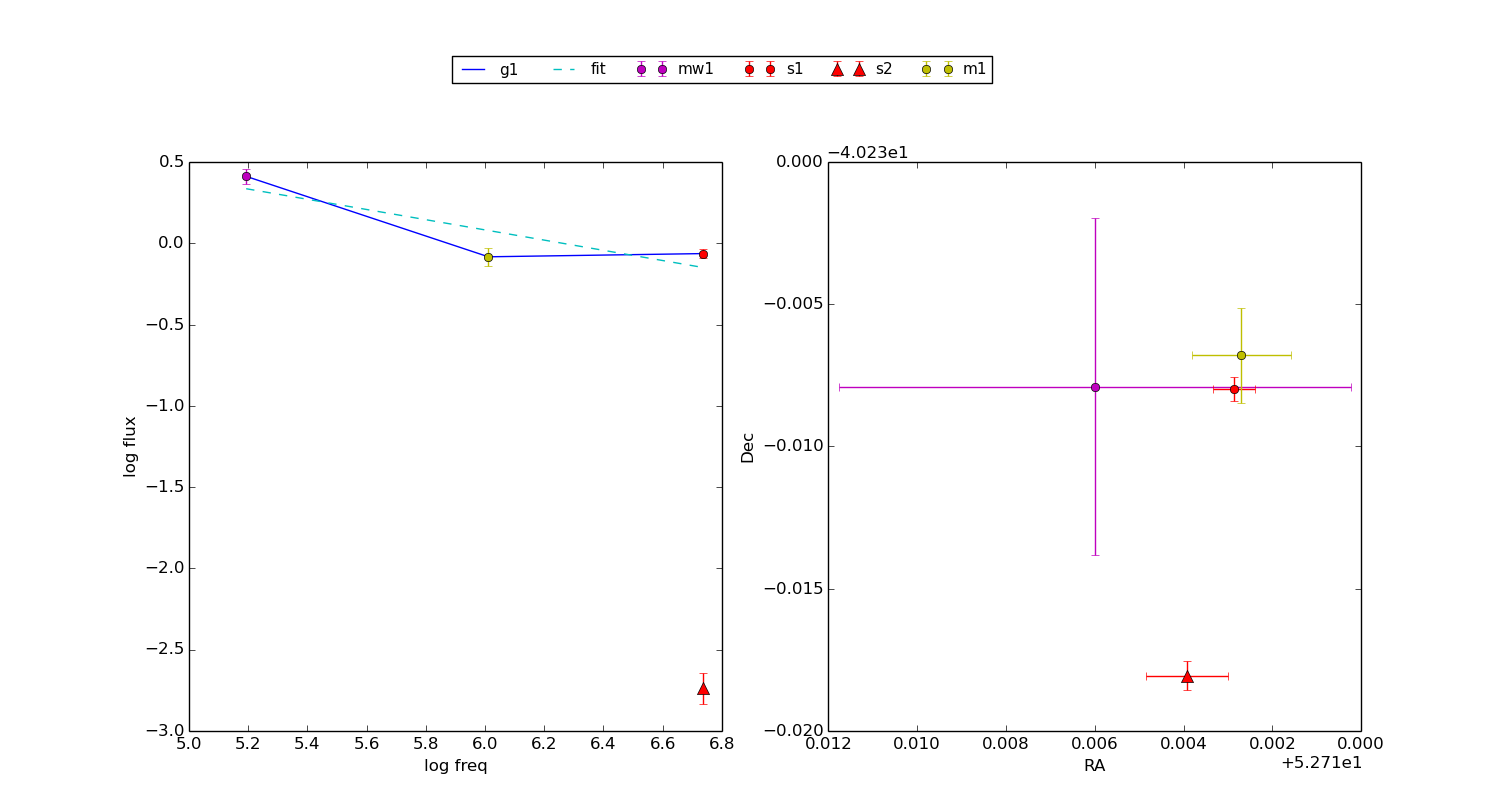 g1 fit mw1 s1 s2 m1
0.5
0.0
−0.5
−1.0
−1.5
−2.0
−2.5
−3.0
log flux
5.0 5.2 5.4 5.6 5.8 6.0 6.2 6.4 6.6 6.8
log freq
−4.023e1
0.000
−0.005
−0.010
−0.015
−0.020
Dec
0.012 0.010 0.008 0.006 0.004 0.002 0.000
+5.271e1
RA